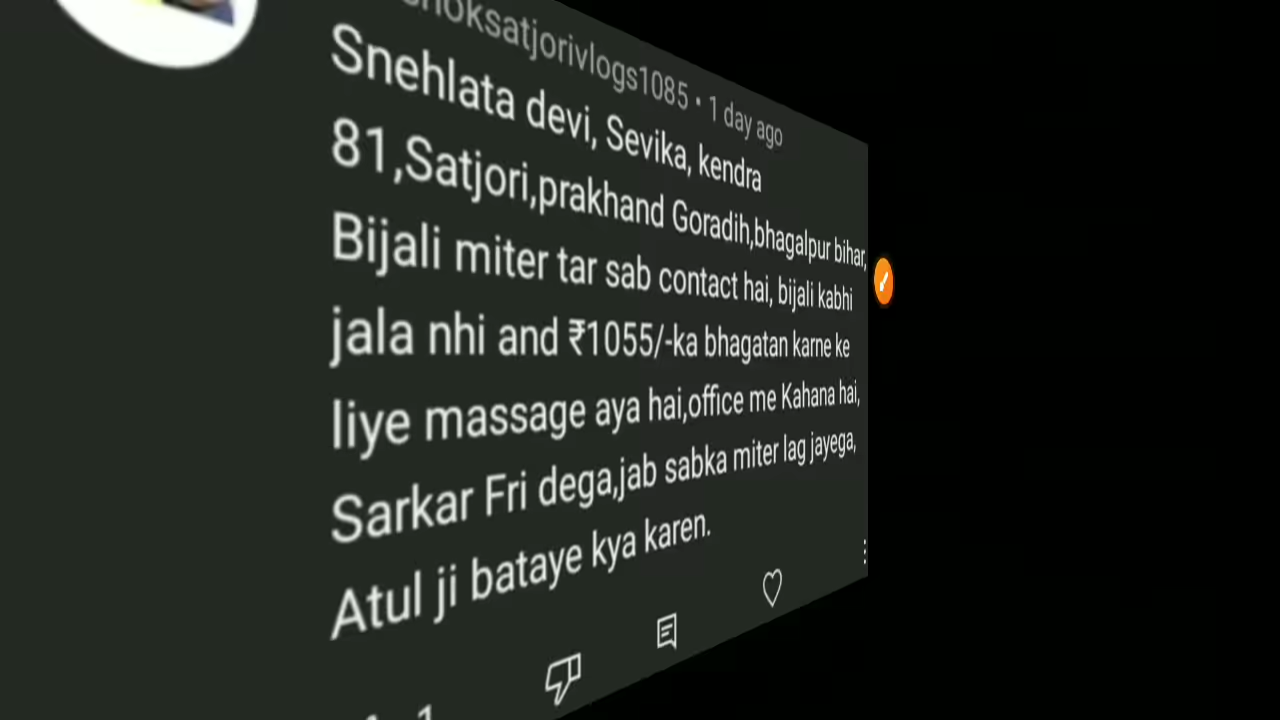 hoksatjorivlogs1085 • 1 day ago
Snehlata devi, Sevika, kendra
81,Satjori,prakhand Goradih,bhagalpur bihar,
Bijali miter tar sab contact hai, bijali kabhi
jala nhi and ₹1055/-ka bhagatan karne ke
liye massage aya hai,office me Kahana hai,
Sarkar Fri dega,jab sabka miter lag jayega,
Atul ji bataye kya karen.